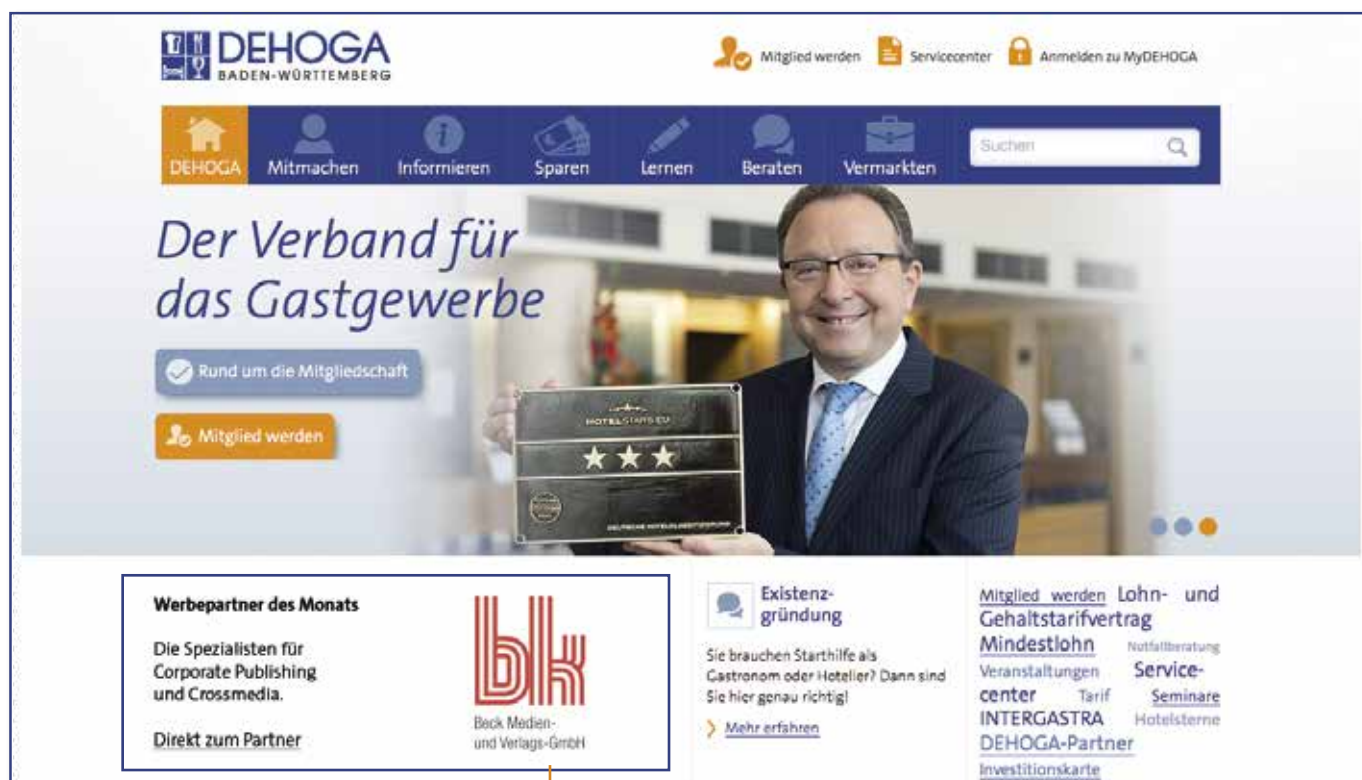 DEHOGA
BADEN-WÜRTTEMBERG
Mitglied werden
Servicecenter
Anmelden zu MyDEHOGA
DEHOGA
Mitmachen
Informieren
Sparen
Lernen
Beraten
Vermarkten
Suchen
Der Verband für
das Gastgewerbe
Rund um die Mitgliedschaft
Mitglied werden
HOTELSTARS.EU
DEUTSCHE HOTELKLASSIFIZIERUNG
Werbepartner des Monats
Die Spezialisten für
Corporate Publishing
und Crossmedia.
Direkt zum Partner
bk
Beck Medien-
und Verlags-GmbH
Existenz-
gründung
Sie brauchen Starthilfe als
Gastronom oder Hotelier? Dann sind
Sie hier genau richtig!
Mehr erfahren
Mitglied werden Lohn- und
Gehaltstarifvertrag
Mindestlohn Notfallberatung
Veranstaltungen Service-
center Tarif Seminare
INTERGASTRA Hotelsterne
DEHOGA-Partner
Investitionskarte